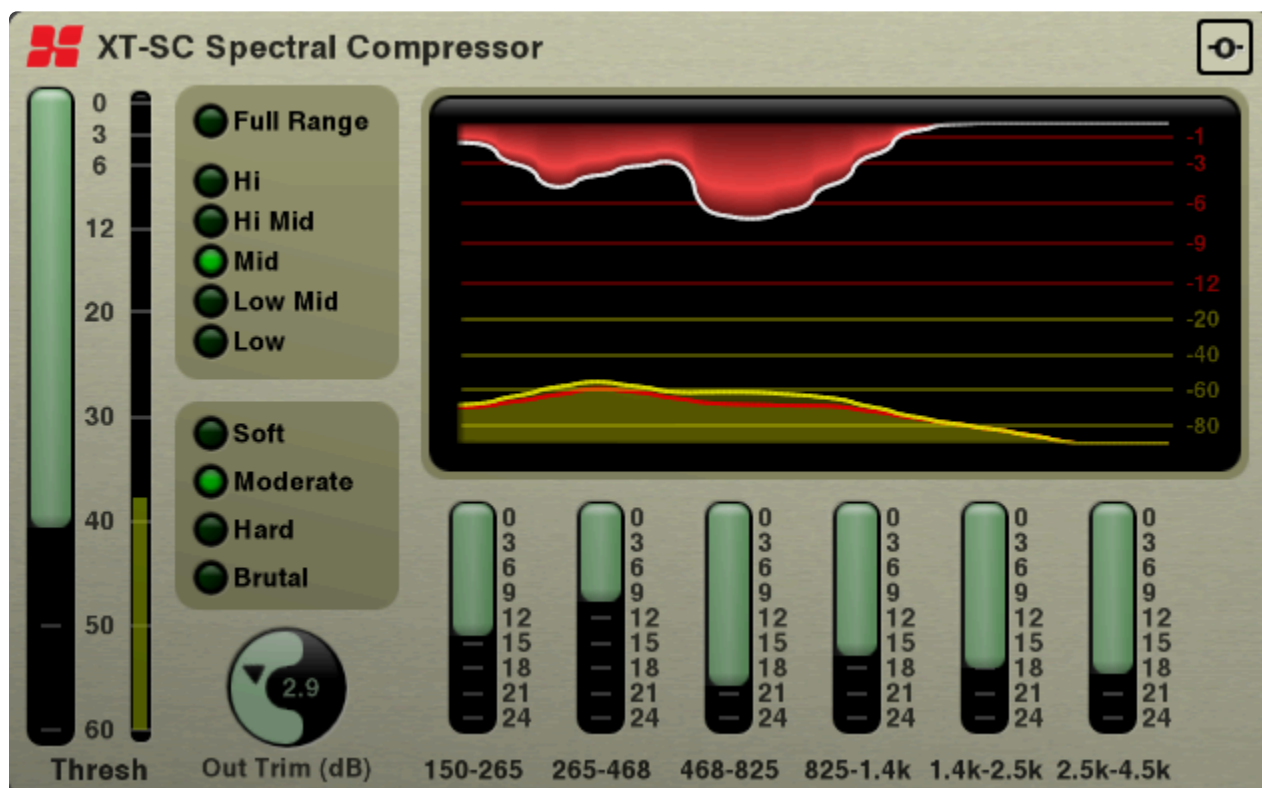 XT-SC Spectral Compressor
-O-
0
3
6
12
20
30
40
50
60
Thresh
Full Range
Hi
Hi Mid
Mid
Low Mid
Low
Soft
Moderate
Hard
Brutal
2.9
Out Trim (dB)
-1
-3
-6
-9
-12
-20
-40
-60
-80
0 0 0 0 0 0
3 3 3 3 3 3
6 6 6 6 6 6
9 9 9 9 9 9
12 12 12 12 12 12
15 15 15 15 15 15
18 18 18 18 18 18
21 21 21 21 21 21
24 24 24 24 24 24
150-265 265-468 468-825 825-1.4k 1.4k-2.5k 2.5k-4.5k